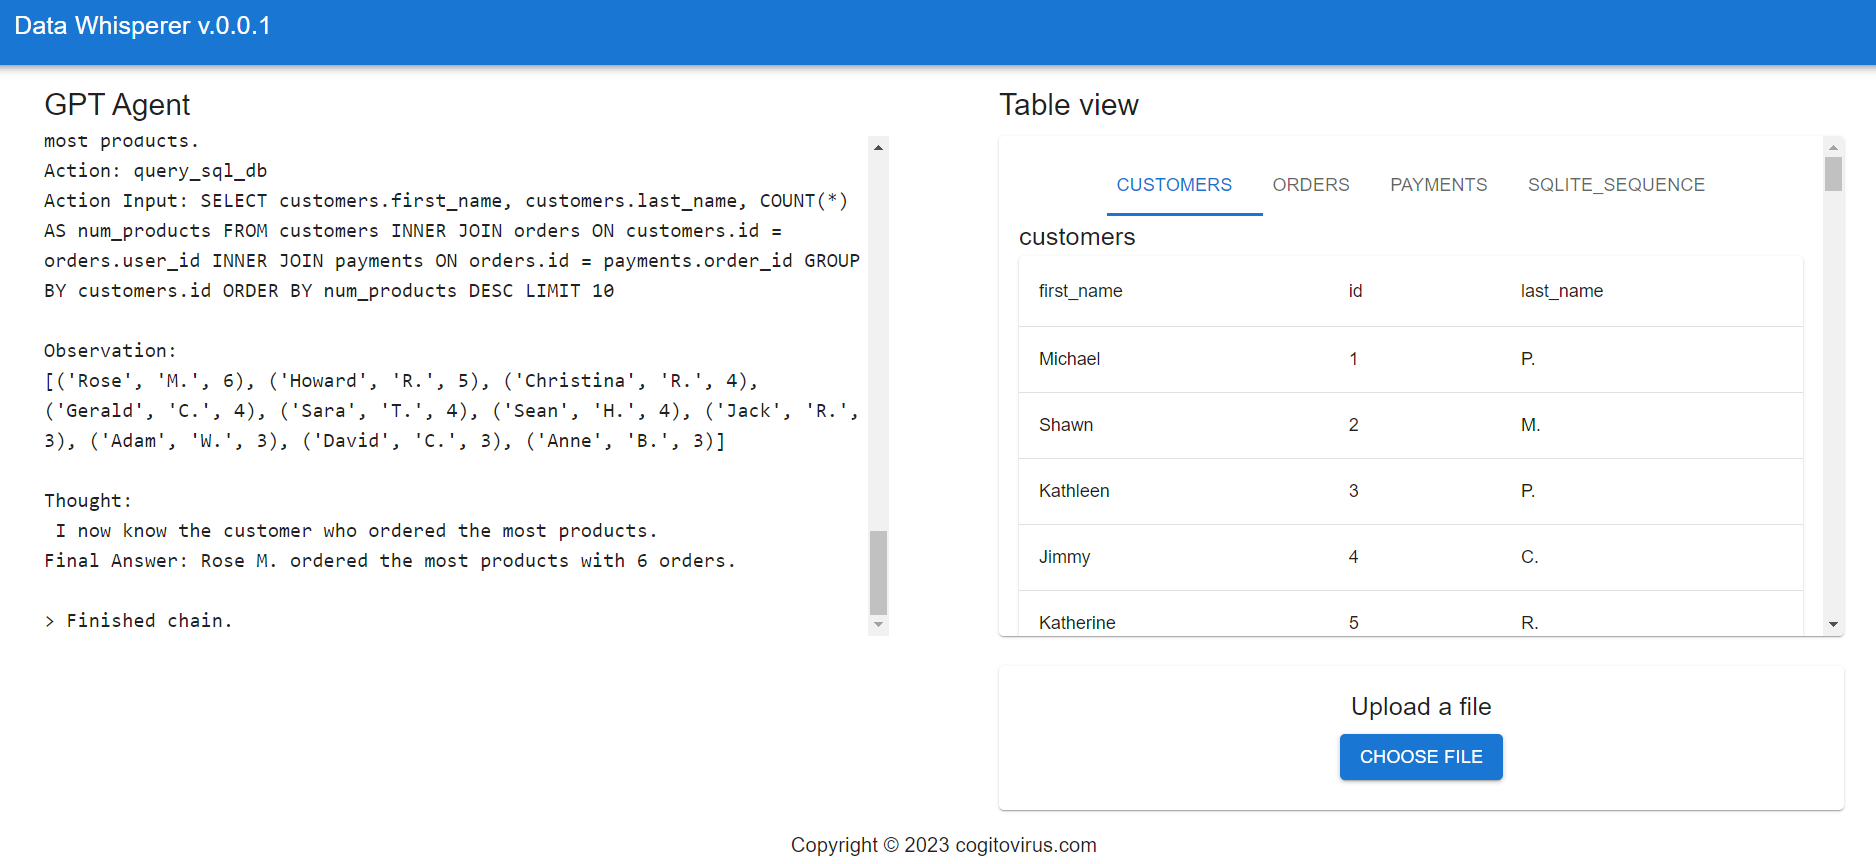 Data Whisperer v.0.0.1
GPT Agent
most products.
Action: query_sql_db
Action Input: SELECT customers.first_name, customers.last_name, COUNT(*)
AS num_products FROM customers INNER JOIN orders ON customers.id =
orders.user_id INNER JOIN payments ON orders.id = payments.order_id GROUP
BY customers.id ORDER BY num_products DESC LIMIT 10
Observation:
[('Rose', 'M.', 6), ('Howard', 'R.', 5), ('Christina', 'R.', 4),
('Gerald', 'C.', 4), ('Sara', 'T.', 4), ('Sean', 'H.', 4), ('Jack', 'R.',
3), ('Adam', 'W.', 3), ('David', 'C.', 3), ('Anne', 'B.', 3)]
Thought:
I now know the customer who ordered the most products.
Final Answer: Rose M. ordered the most products with 6 orders.
> Finished chain.
Table view
CUSTOMERS ORDERS PAYMENTS SQLITE_SEQUENCE
customers
first_name id last_name
Michael 1 P.
Shawn 2 M.
Kathleen 3 P.
Jimmy 4 C.
Katherine 5 R.
Upload a file
CHOOSE FILE
Copyright © 2023 cogitovirus.com